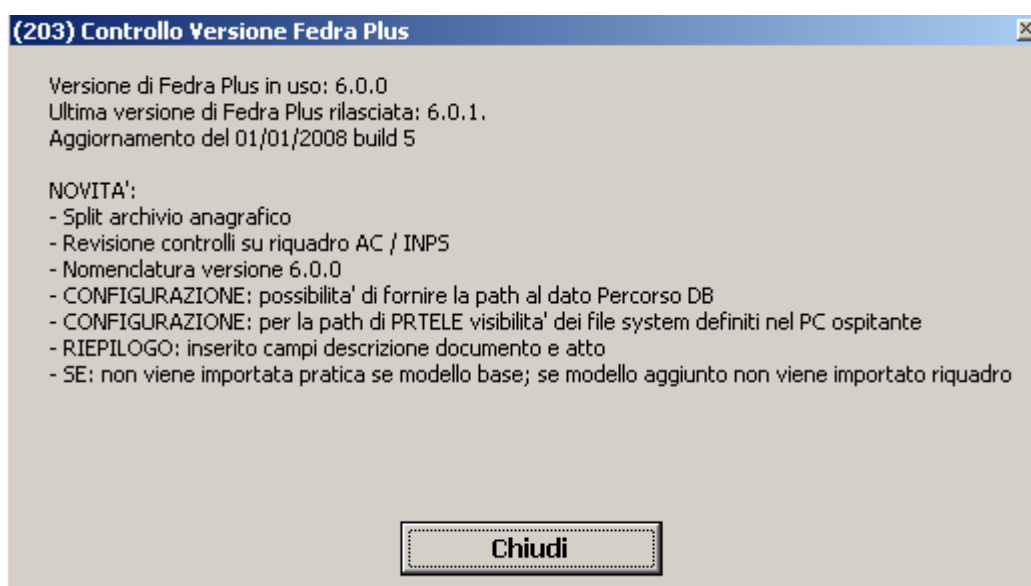 (203) Controllo Versione Fedra Plus
Versione di Fedra Plus in uso: 6.0.0
Ultima versione di Fedra Plus rilasciata: 6.0.1.
Aggiornamento del 01/01/2008 build 5
NOVITA':
- Split archivio anagrafico
- Revisione controlli su riquadro AC / INPS
- Nomenclatura versione 6.0.0
- CONFIGURAZIONE: possibilita' di fornire la path al dato Percorso DB
- CONFIGURAZIONE: per la path di PRTELE visibilita' dei file system definiti nel PC ospitante
- RIEPILOGO: inserito campi descrizione documento e atto
- SE: non viene importata pratica se modello base; se modello aggiunto non viene importato riquadro
Chiudi